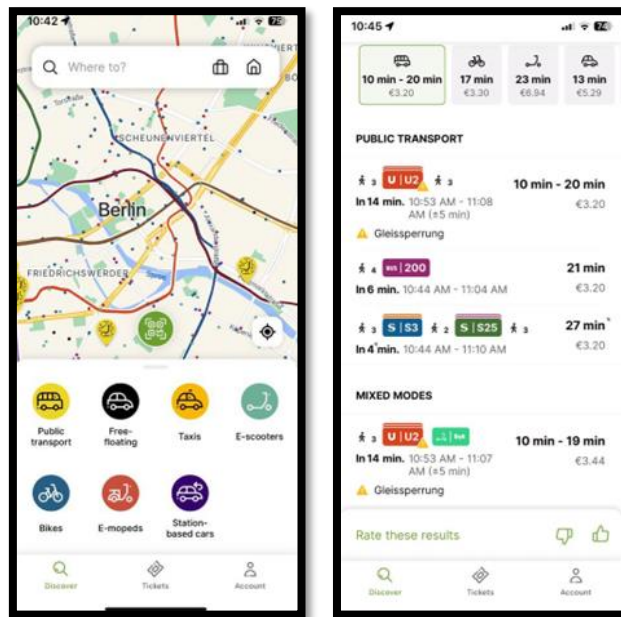 10:42
79
Where to?
SCHEUNENVIERTEL
Berlin
FRIEDRICHSWERDER
Public
transport
Free-
floating
Taxis
E-scooters
Bikes
E-mopeds
Station-
based cars
Discover
Tickets
Account
10:45
10 min - 20 min
€3.20
17 min
€3.30
23 min
€6.94
13 min
€5.29
PUBLIC TRANSPORT
3 U | U2 3
10 min - 20 min
In 14 min. 10:53 AM - 11:08
AM (±5 min)
€3.20
Gleissperrung
4 BUS | 200
21 min
In 6 min. 10:44 AM - 11:04 AM
€3.20
3 S | S3 2 S | S25 3
27 min
In 4 min. 10:44 AM - 11:10 AM
€3.20
MIXED MODES
3 U | U2
10 min - 19 min
In 14 min. 10:53 AM - 11:07
AM (±5 min)
€3.44
Gleissperrung
Rate these results
Discover
Tickets
Account